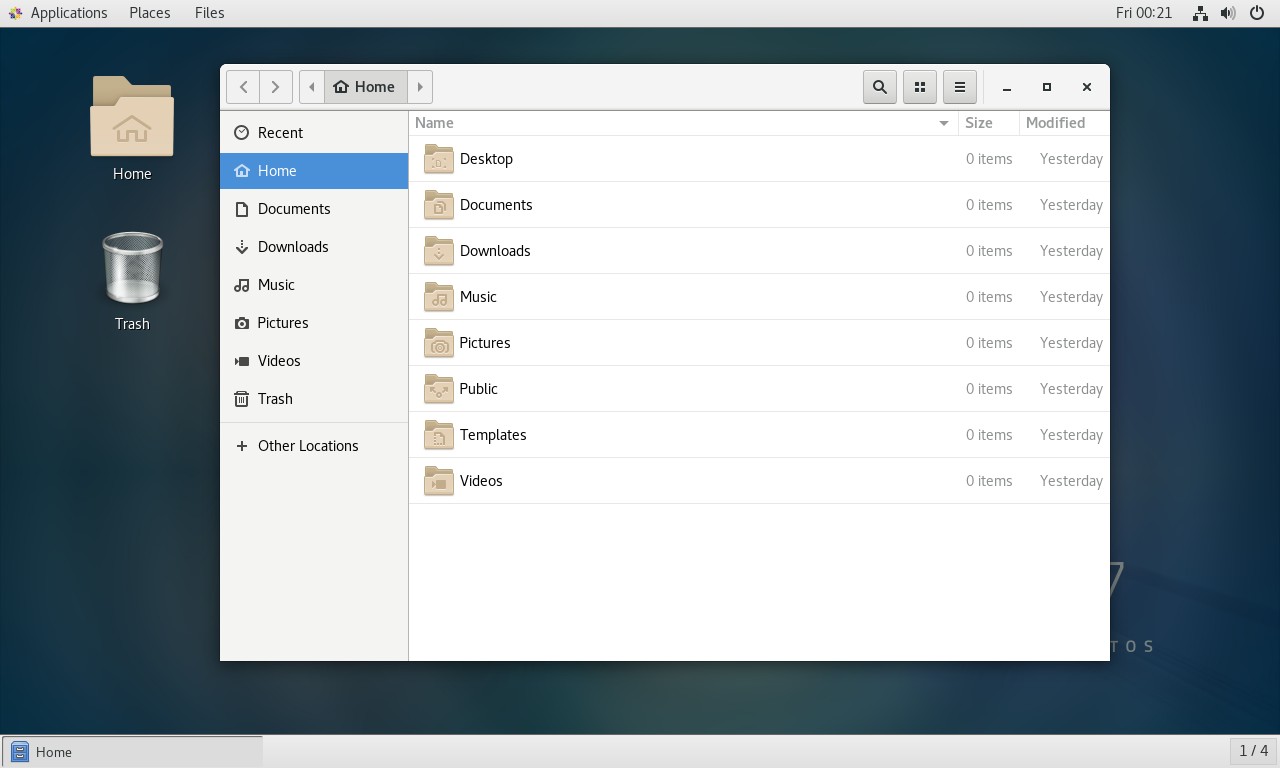 Applications Places Files Fri 00:21
Home
Home
Trash
Name Size Modified
Recent
Home
Documents
Downloads
Music
Pictures
Videos
Trash
Other Locations
Desktop 0 items Yesterday
Documents 0 items Yesterday
Downloads 0 items Yesterday
Music 0 items Yesterday
Pictures 0 items Yesterday
Public 0 items Yesterday
Templates 0 items Yesterday
Videos 0 items Yesterday
7
TOS
Home 1 / 4